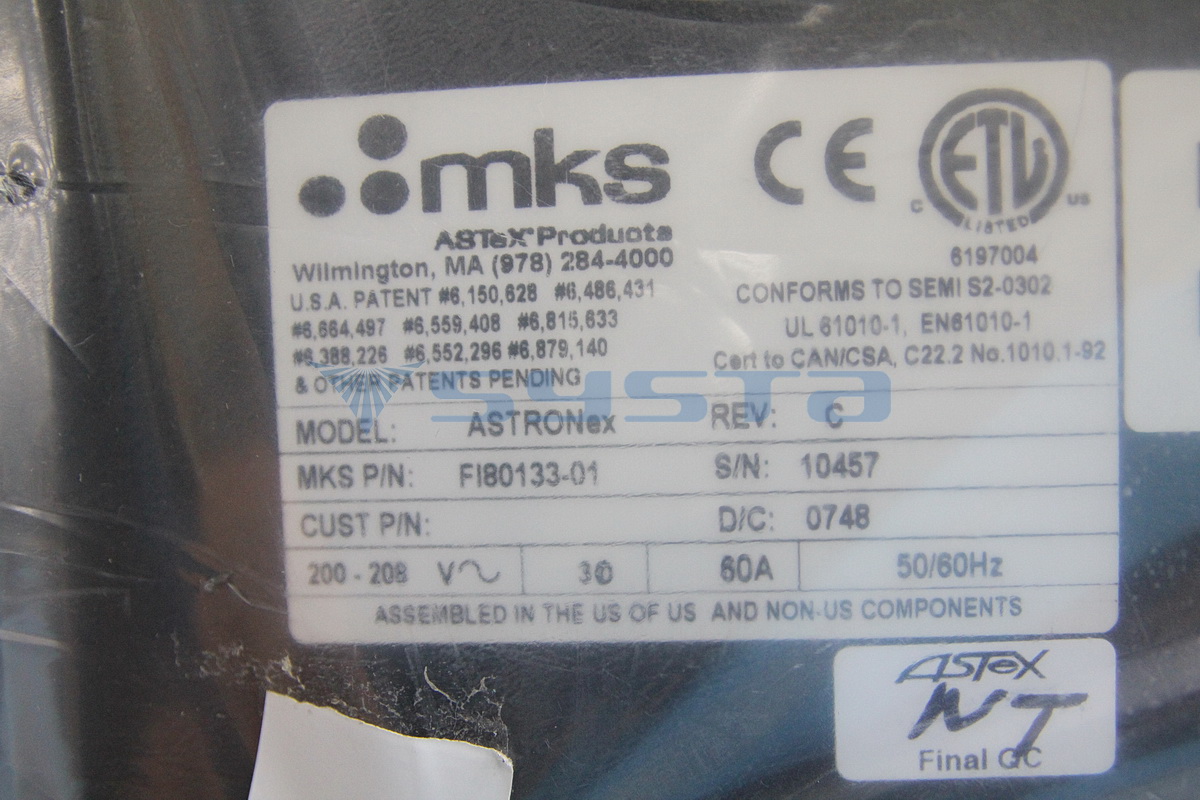 mks
CE
ETL
C US
LISTED
ASTeX® Products
6197004
Wilmington, MA (978) 284-4000
U.S.A. PATENT #6,150,628 #6,486,431
CONFORMS TO SEMI S2-0302
#6,664,497 #6,559,408 #6,815,633
UL 61010-1, EN61010-1
#6,388,226 #6,552,296 #6,879,140
Cert to CAN/CSA, C22.2 No.1010.1-92
& OTHER PATENTS PENDING
systa
MODEL: ASTRONex REV: C
MKS P/N: FI80133-01 S/N: 10457
CUST P/N: D/C: 0748
200 - 208 V~ 3Φ 60A 50/60Hz
ASSEMBLED IN THE US OF US AND NON-US COMPONENTS
ASTeX
NT
Final QC